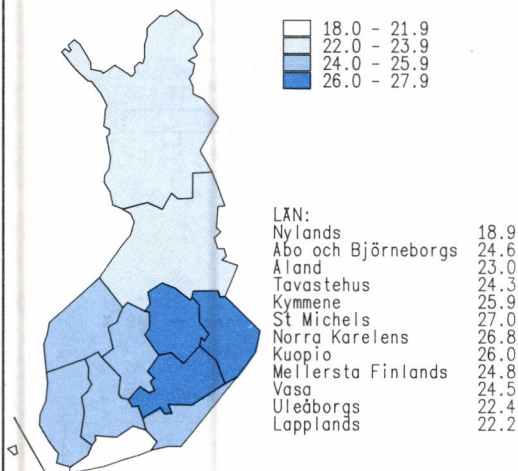 18.0 - 21.9
22.0 - 23.9
24.0 - 25.9
26.0 - 27.9
LÄN:
Nylands 18.9
Åbo och Björneborgs 24.6
Åland 23.0
Tavastehus 24.3
Kymmene 25.9
St Michels 27.0
Norra Karelens 26.8
Kuopio 26.0
Mellersta Finlands 24.8
Vasa 24.5
Uleåborgs 22.4
Lapplands 22.2